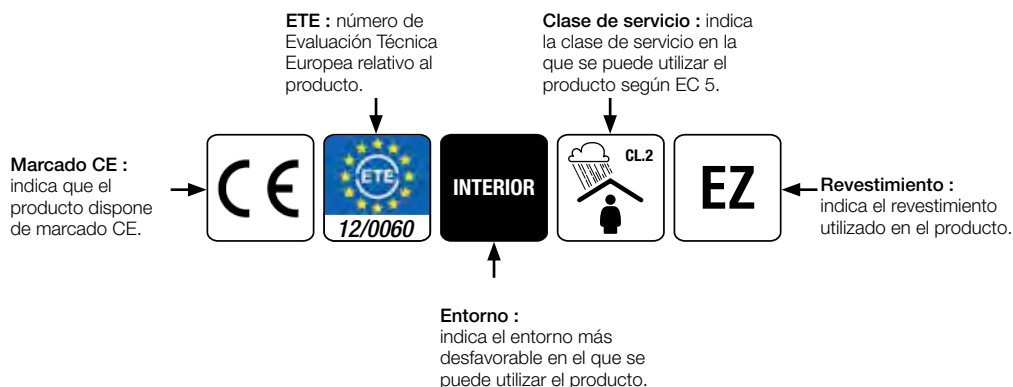 ETE : número de
Evaluación Técnica
Europea relativo al
producto.
Clase de servicio : indica
la clase de servicio en la
que se puede utilizar el
producto según EC 5.
Marcado CE :
indica que el
producto dispone
de marcado CE.
CE
ETE
12/0060
INTERIOR
CL.2
EZ
Revestimiento :
indica el revestimiento
utilizado en el producto.
Entorno :
indica el entorno más
desfavorable en el que se
puede utilizar el producto.